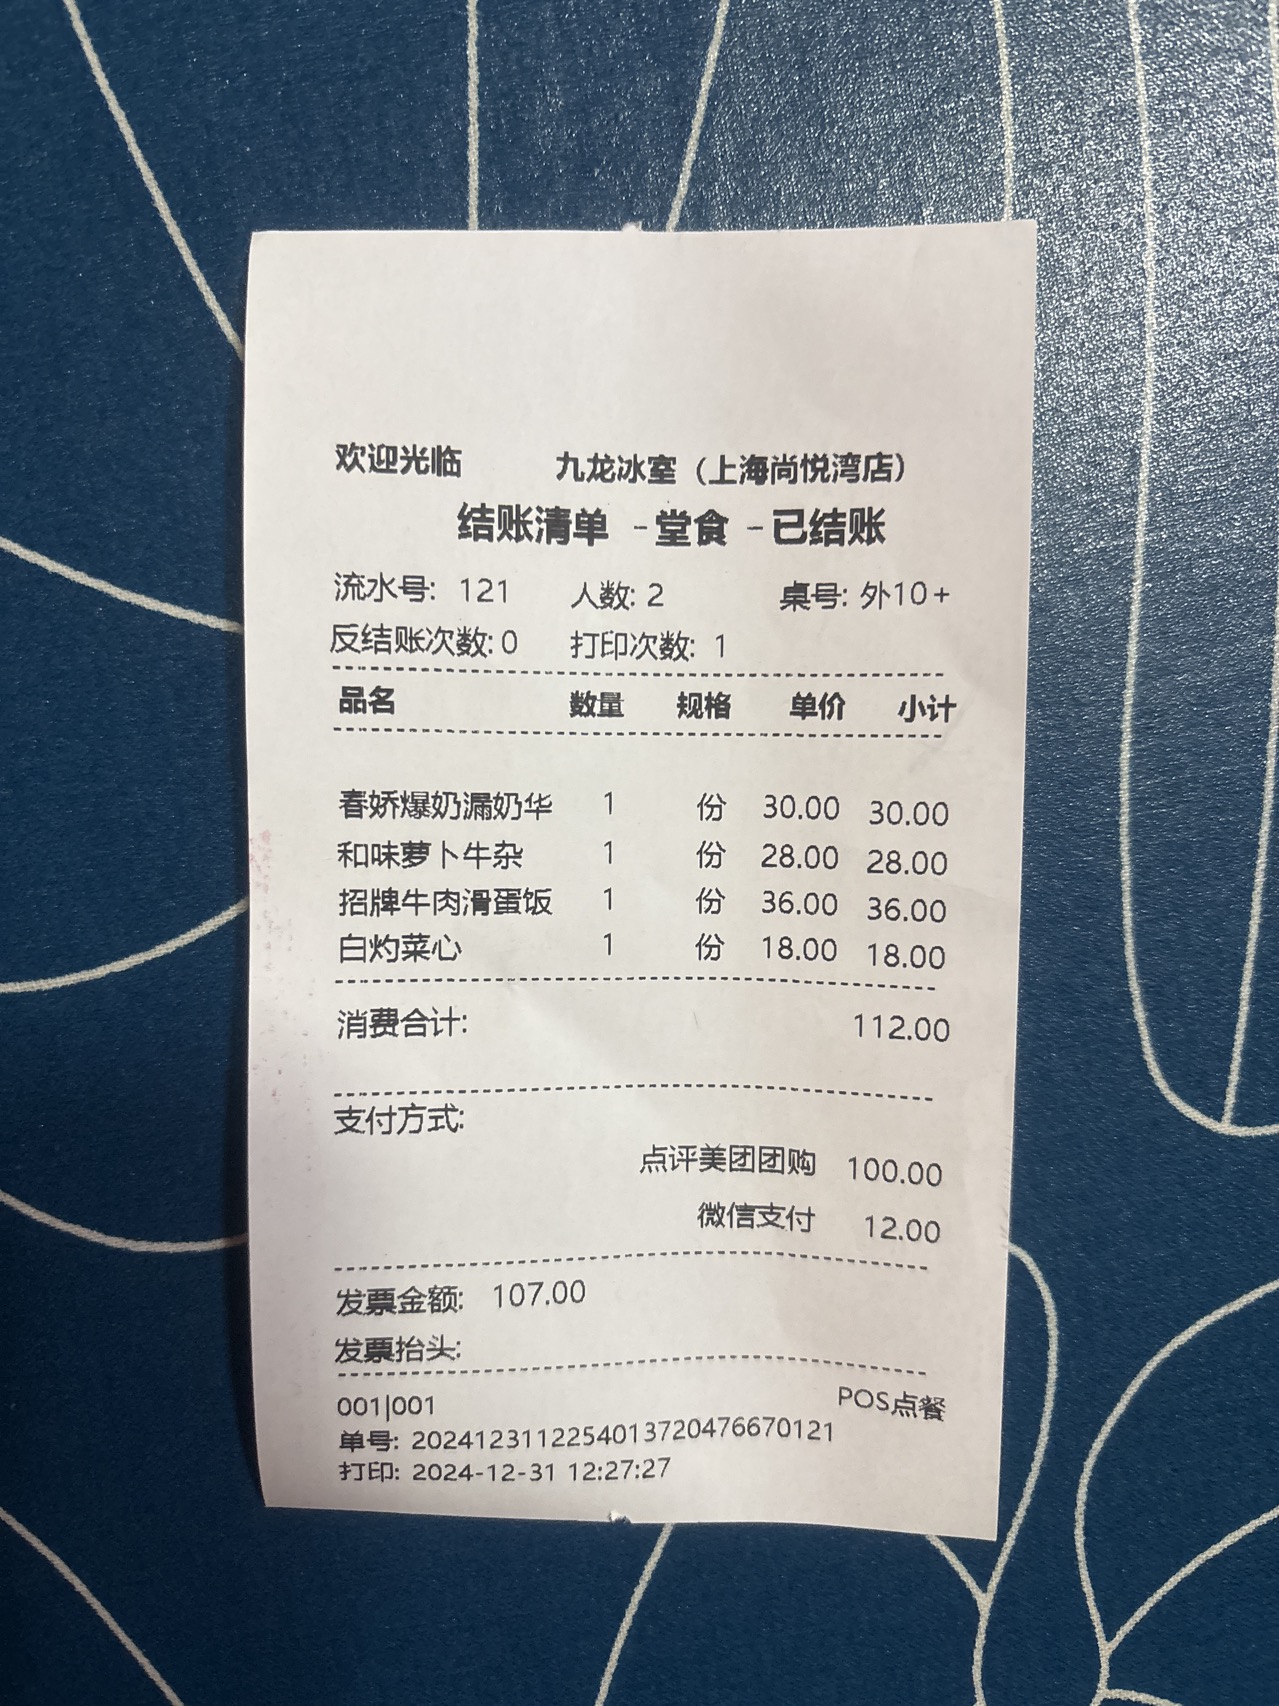 欢迎光临 九龙冰室（上海尚悦湾店）
结账清单 -堂食 -已结账
流水号: 121 人数: 2 桌号: 外10+
反结账次数: 0 打印次数: 1
品名 数量 规格 单价 小计
春娇爆奶漏奶华 1 份 30.00 30.00
和味萝卜牛杂 1 份 28.00 28.00
招牌牛肉滑蛋饭 1 份 36.00 36.00
白灼菜心 1 份 18.00 18.00
消费合计: 112.00
支付方式:
点评美团团购 100.00
微信支付 12.00
发票金额: 107.00
发票抬头:
001|001 POS点餐
单号: 20241231122540137204766​70121
打印: 2024-12-31 12:27:27